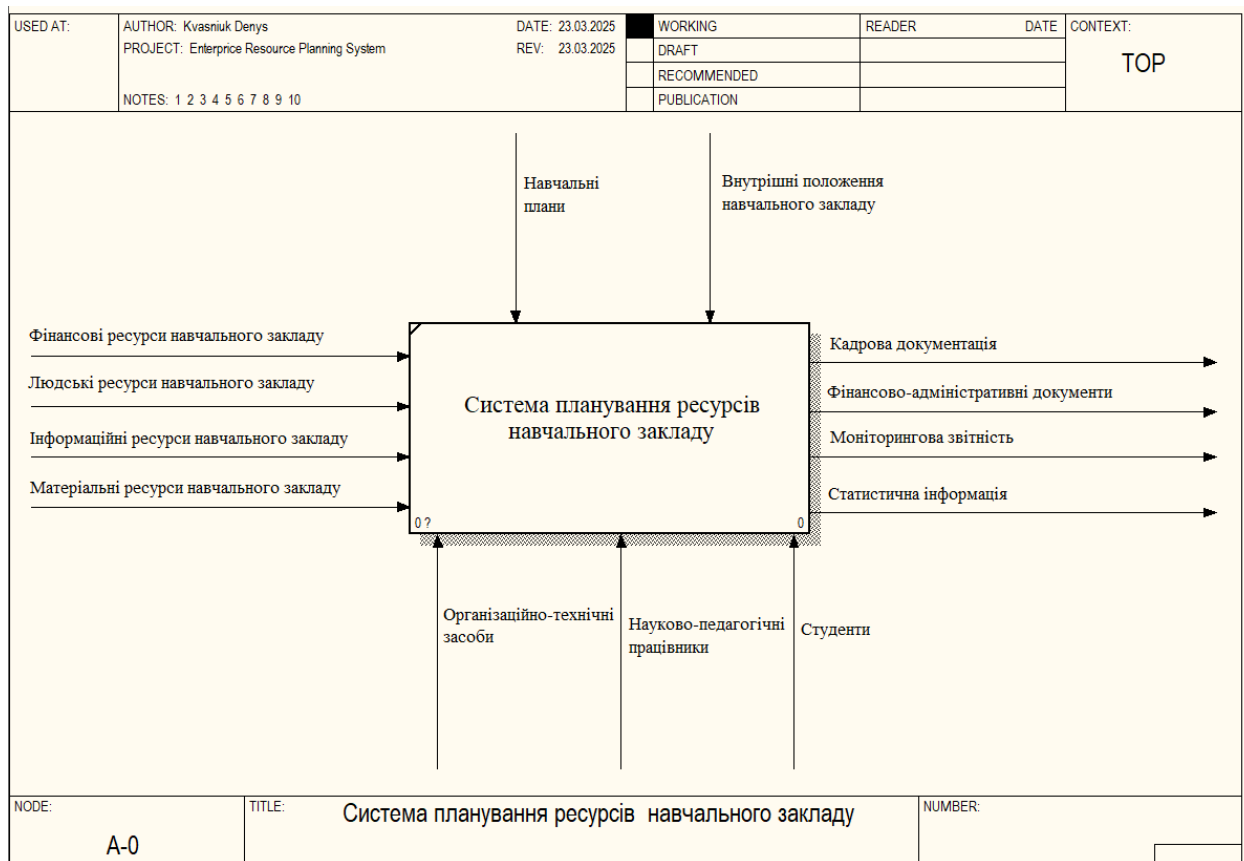 USED AT:
AUTHOR: Kvasniuk Denys
DATE: 23.03.2025
PROJECT: Enterprice Resource Planning System
REV: 23.03.2025
NOTES: 1 2 3 4 5 6 7 8 9 10
WORKING
DRAFT
RECOMMENDED
PUBLICATION
READER
DATE
CONTEXT:
TOP
Навчальні
плани
Внутрішні положення
навчального закладу
Фінансові ресурси навчального закладу
Людські ресурси навчального закладу
Інформаційні ресурси навчального закладу
Матеріальні ресурси навчального закладу
Система планування ресурсів
навчального закладу
0 ?
0
Кадрова документація
Фінансово-адміністративні документи
Моніторингова звітність
Статистична інформація
Організаційно-технічні
засоби
Науково-педагогічні
працівники
Студенти
NODE:
A-0
TITLE:
Система планування ресурсів навчального закладу
NUMBER: